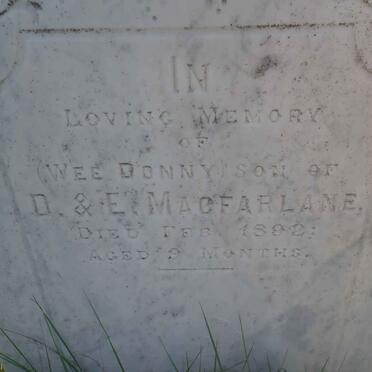 IN
LOVING MEMORY
OF
(WEE DONNY) SON OF
D. & E. MACFARLANE,
DIED FEB. 1892:
AGED 9 MONTHS.